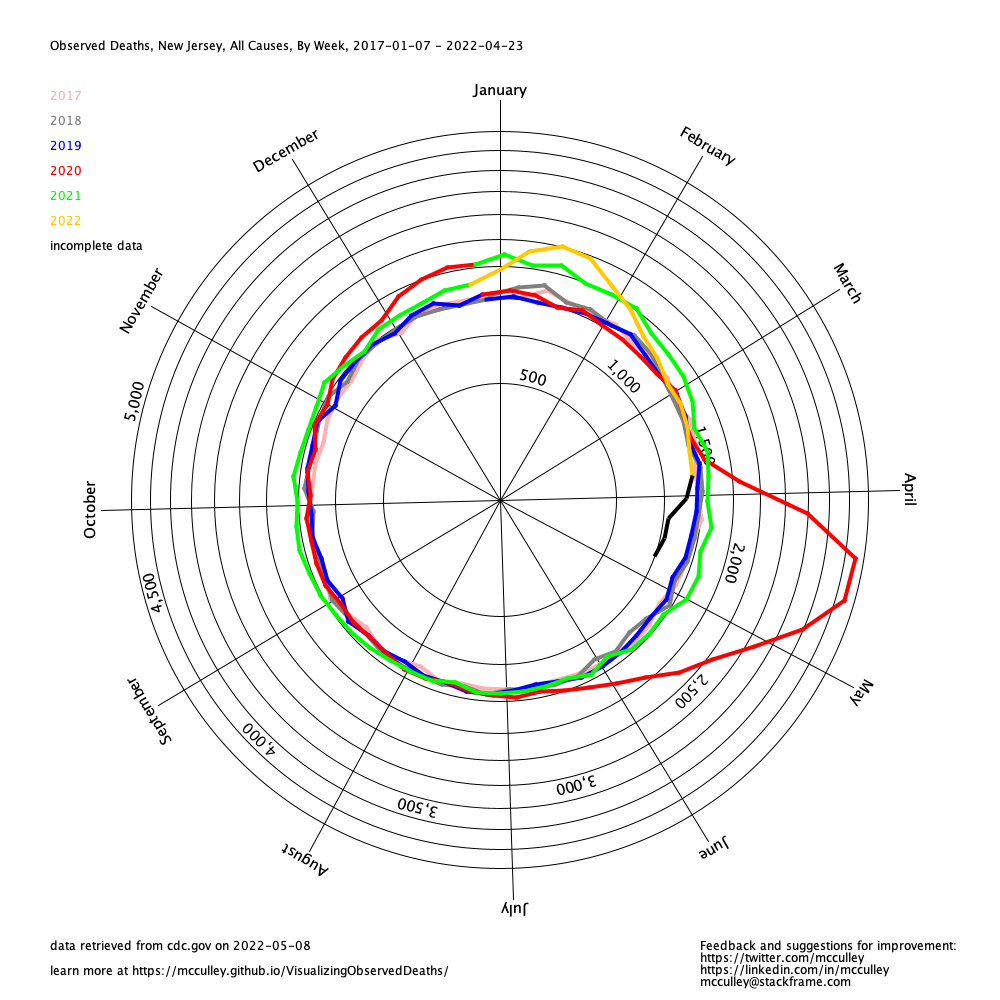 Observed Deaths, New Jersey, All Causes, By Week, 2017-01-07 - 2022-04-23
January
2017
2018
2019
2020
2021
2022
incomplete data
December
February
November
March
500
1,000
5,000
1,500
October
April
4,500
2,000
September
4,000
2,500
May
3,500
3,000
August
June
July
data retrieved from cdc.gov on 2022-05-08
learn more at https://mcculley.github.io/VisualizingObservedDeaths/
Feedback and suggestions for improvement:
https://twitter.com/mcculley
https://linkedin.com/in/mcculley
mcculley@stackframe.com